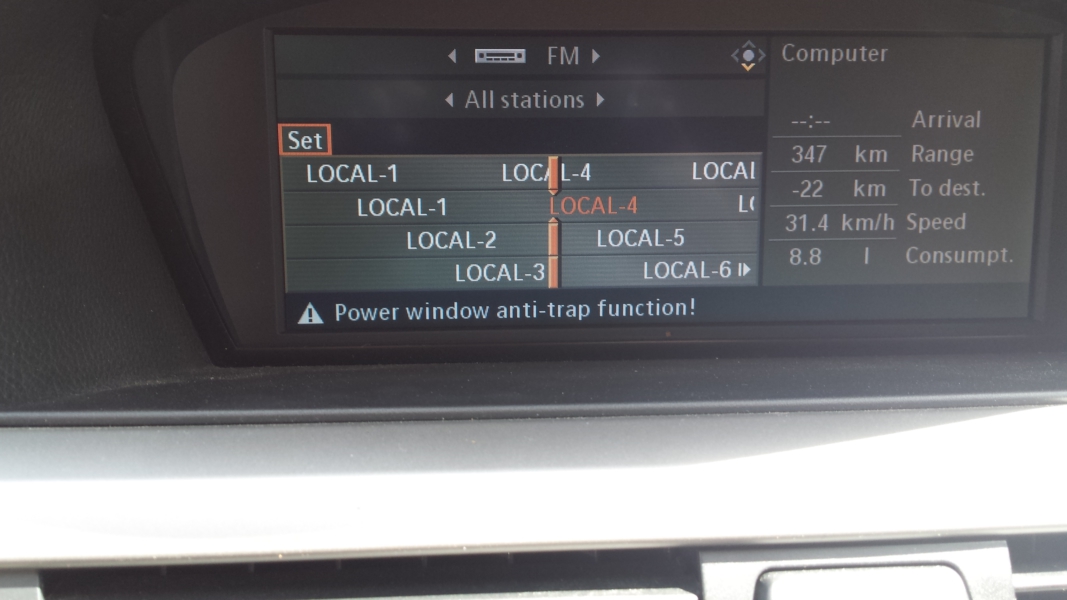 FM
All stations
Set
LOCAL-1 LOCAL-4 LOCAL
LOCAL-1 LOCAL-4
LOCAL-2 LOCAL-5
LOCAL-3 LOCAL-6
Power window anti-trap function!
Computer
--:-- Arrival
347 km Range
-22 km To dest.
31.4 km/h Speed
8.8 l Consumpt.